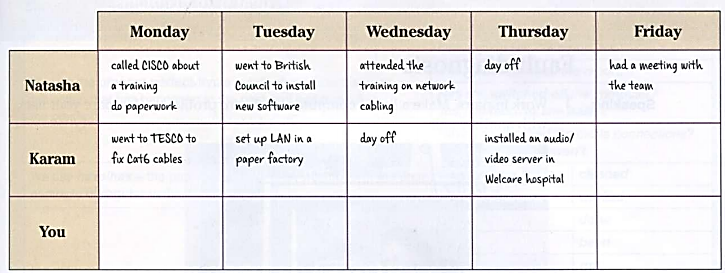 Monday Tuesday Wednesday Thursday Friday
Natasha
called CISCO about
a training
do paperwork
went to British
Council to install
new software
attended the
training on network
cabling
day off
had a meeting with
the team
Karam
went to TESCO to
fix Cat6 cables
set up LAN in a
paper factory
day off
installed an audio/
video server in
Welcare hospital
You